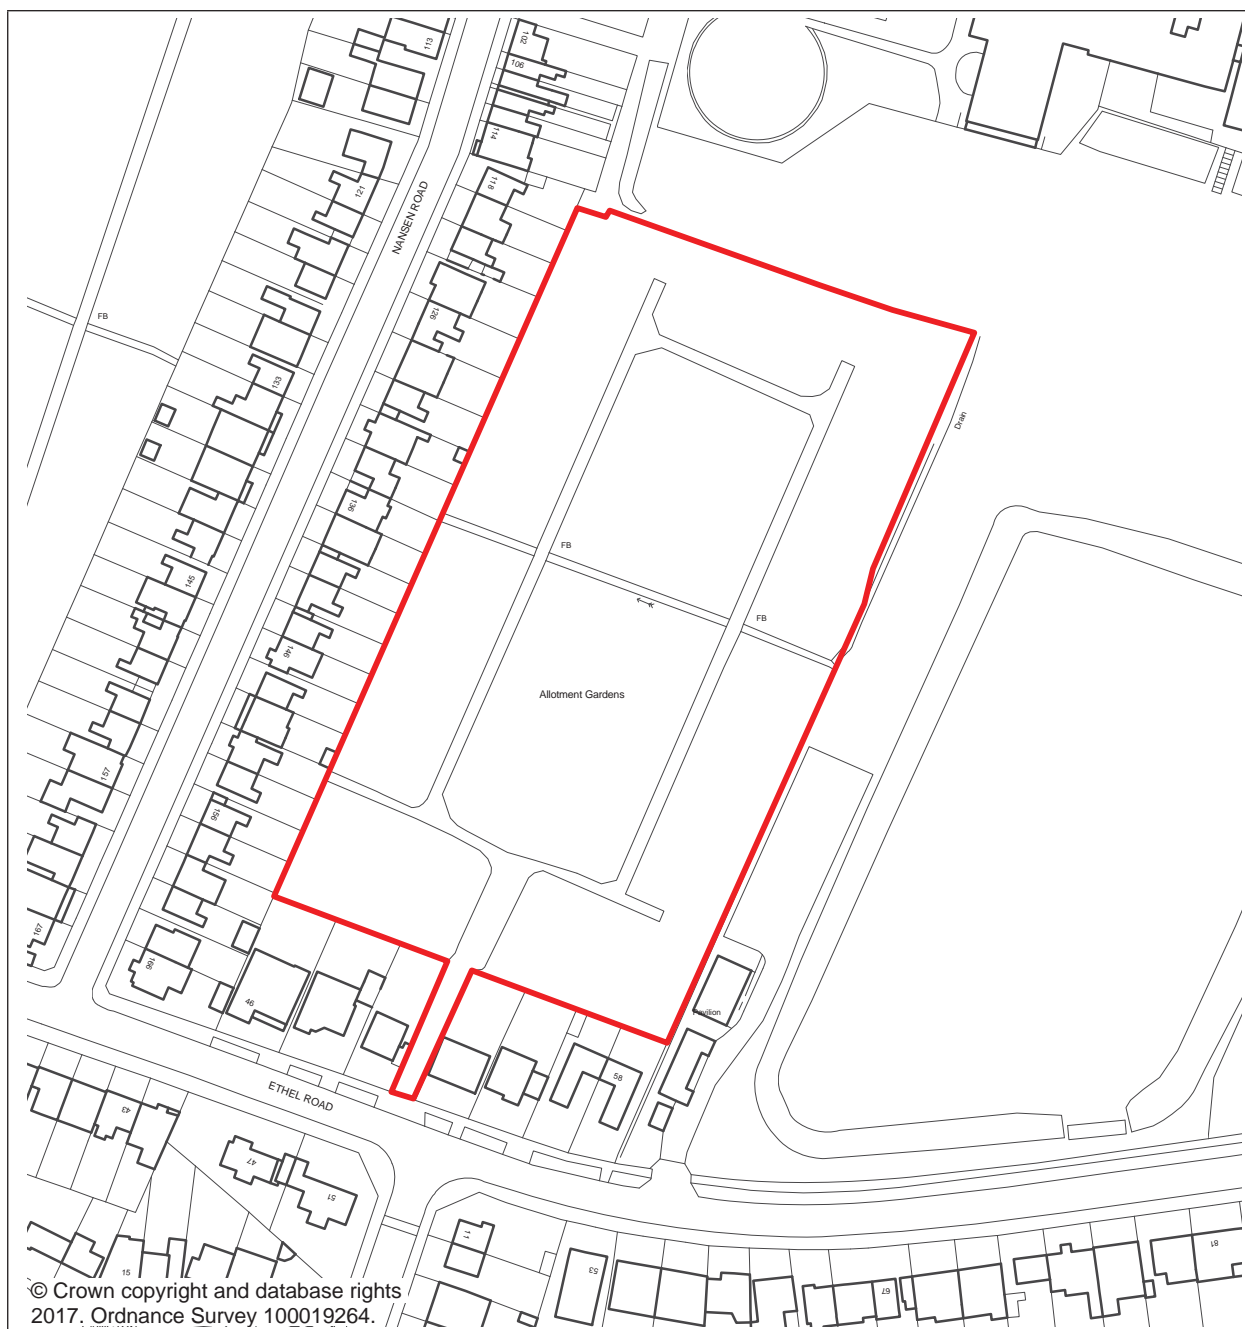 113
102
106
114
121
118
NANSEN ROAD
126
FB
133
Drain
136
FB
145
FB
146
Allotment Gardens
157
156
167
166
46
Pavilion
58
ETHEL ROAD
43
47
51
11
15
53
67
81
© Crown copyright and database rights
2017. Ordnance Survey 100019264.